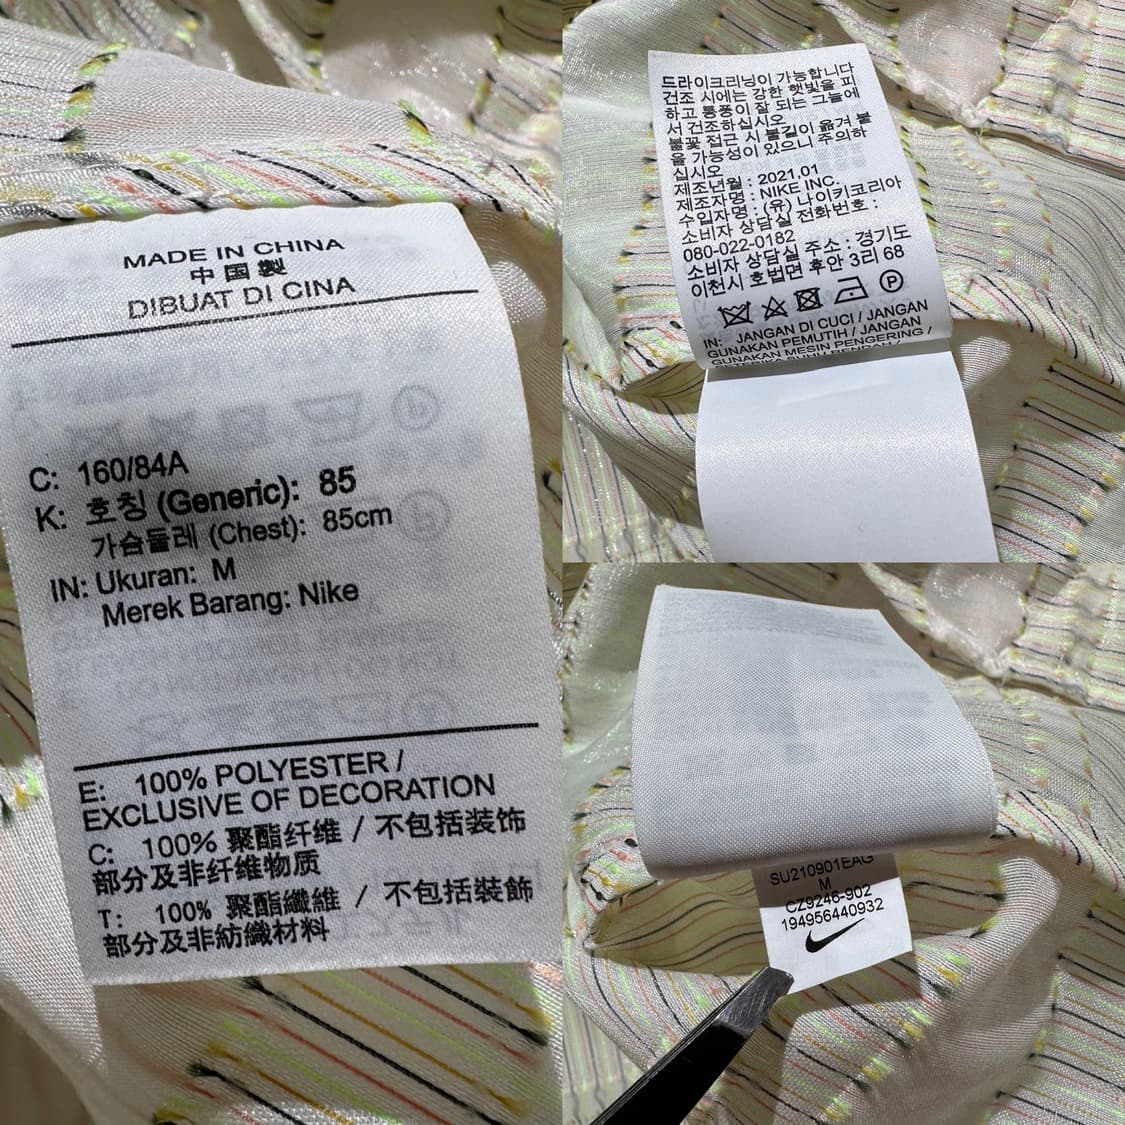 MADE IN CHINA
中国製
DIBUAT DI CINA
C: 160/84A
K: 호칭 (Generic): 85
가슴둘레 (Chest): 85cm
IN: Ukuran: M
Merek Barang: Nike
E: 100% POLYESTER /
EXCLUSIVE OF DECORATION
C: 100% 聚酯纤维 / 不包括装饰
部分及非纤维物质
T: 100% 聚酯纖維 / 不包括裝飾
部分及非紡織材料
드라이크리닝이 가능합니다
건조 시에는 강한 햇빛을 피
하고 통풍이 잘 되는 그늘에
서 건조하십시오
불꽃 접근 시 불길이 옮겨 붙
을 가능성이 있으니 주의하
십시오
제조년월 : 2021.01
제조자명 : NIKE INC.
수입자명 : (유) 나이키코리아
소비자 상담실 전화번호 :
080-022-0182
소비자 상담실 주소 : 경기도
이천시 호법면 후안 3리 68
IN: JANGAN DI CUCI / JANGAN
GUNAKAN PEMUTIH / JANGAN
GUNAKAN MESIN PENGERING /
SETERIKA SUHU RENDAH /
SU210901EAG
M
CZ9246-902
194956440932